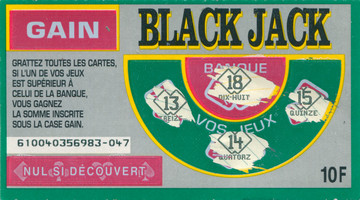 GAIN
BLACK JACK
GRATTEZ TOUTES LES CARTES,
SI L'UN DE VOS JEUX
EST SUPÉRIEUR À
CELUI DE LA BANQUE,
VOUS GAGNEZ
LA SOMME INSCRITE
SOUS LA CASE GAIN.
610040356983-047
NUL SI DÉCOUVERT
BANQUE
18
DIX-HUIT
13
TREIZE
15
QUINZE
VOS JEUX
14
QUATORZ
10F